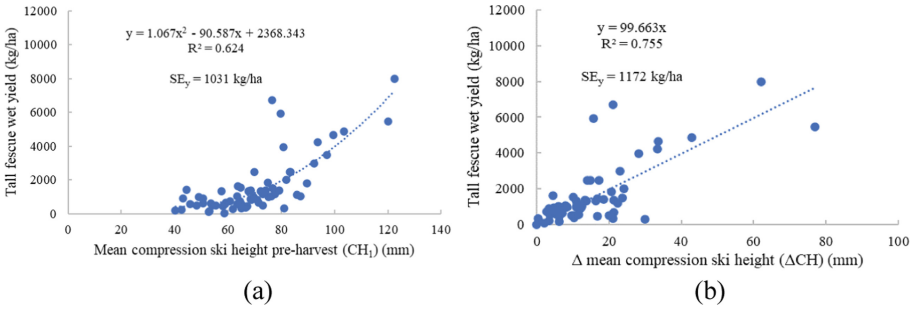 (a)
12000
10000
8000
6000
4000
2000
0
Tall fescue wet yield (kg/ha)
y = 1.067x² - 90.587x + 2368.343
R² = 0.624
SEy = 1031 kg/ha
0 20 40 60 80 100 120 140
Mean compression ski height pre-harvest (CH₁) (mm)
(a)
(b)
12000
10000
8000
6000
4000
2000
0
Tall fescue wet yield (kg/ha)
y = 99.663x
R² = 0.755
SEy = 1172 kg/ha
0 20 40 60 80 100
Δ mean compression ski height (ΔCH) (mm)
(b)